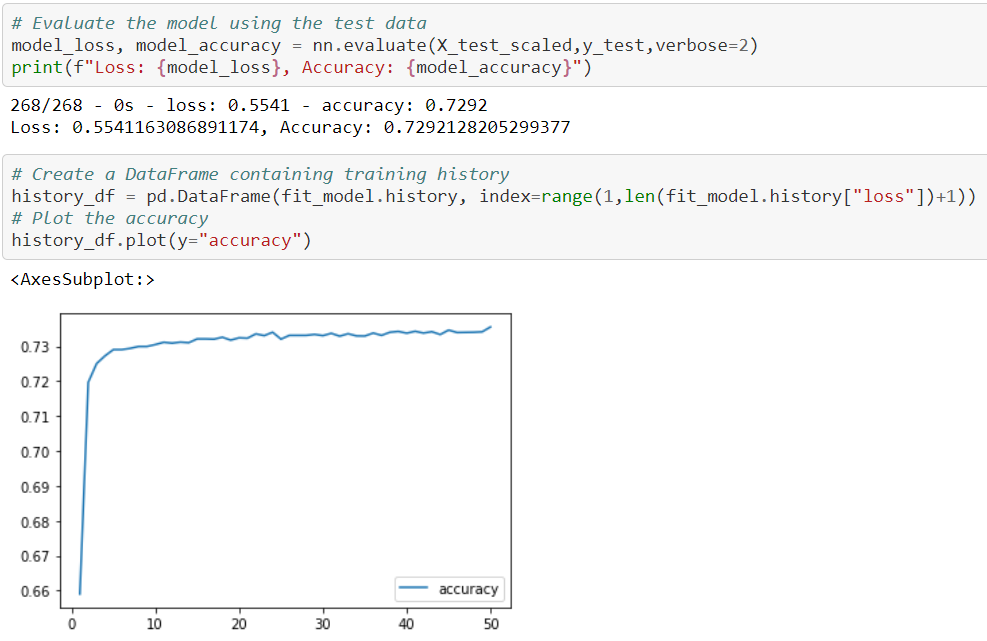 # Evaluate the model using the test data
model_loss, model_accuracy = nn.evaluate(X_test_scaled,y_test,verbose=2)
print(f"Loss: {model_loss}, Accuracy: {model_accuracy}")
268/268 - 0s - loss: 0.5541 - accuracy: 0.7292
Loss: 0.5541163086891174, Accuracy: 0.7292128205299377
# Create a DataFrame containing training history
history_df = pd.DataFrame(fit_model.history, index=range(1,len(fit_model.history["loss"])+1))
# Plot the accuracy
history_df.plot(y="accuracy")
<AxesSubplot:>
0.73
0.72
0.71
0.70
0.69
0.68
0.67
0.66
accuracy
0 10 20 30 40 50